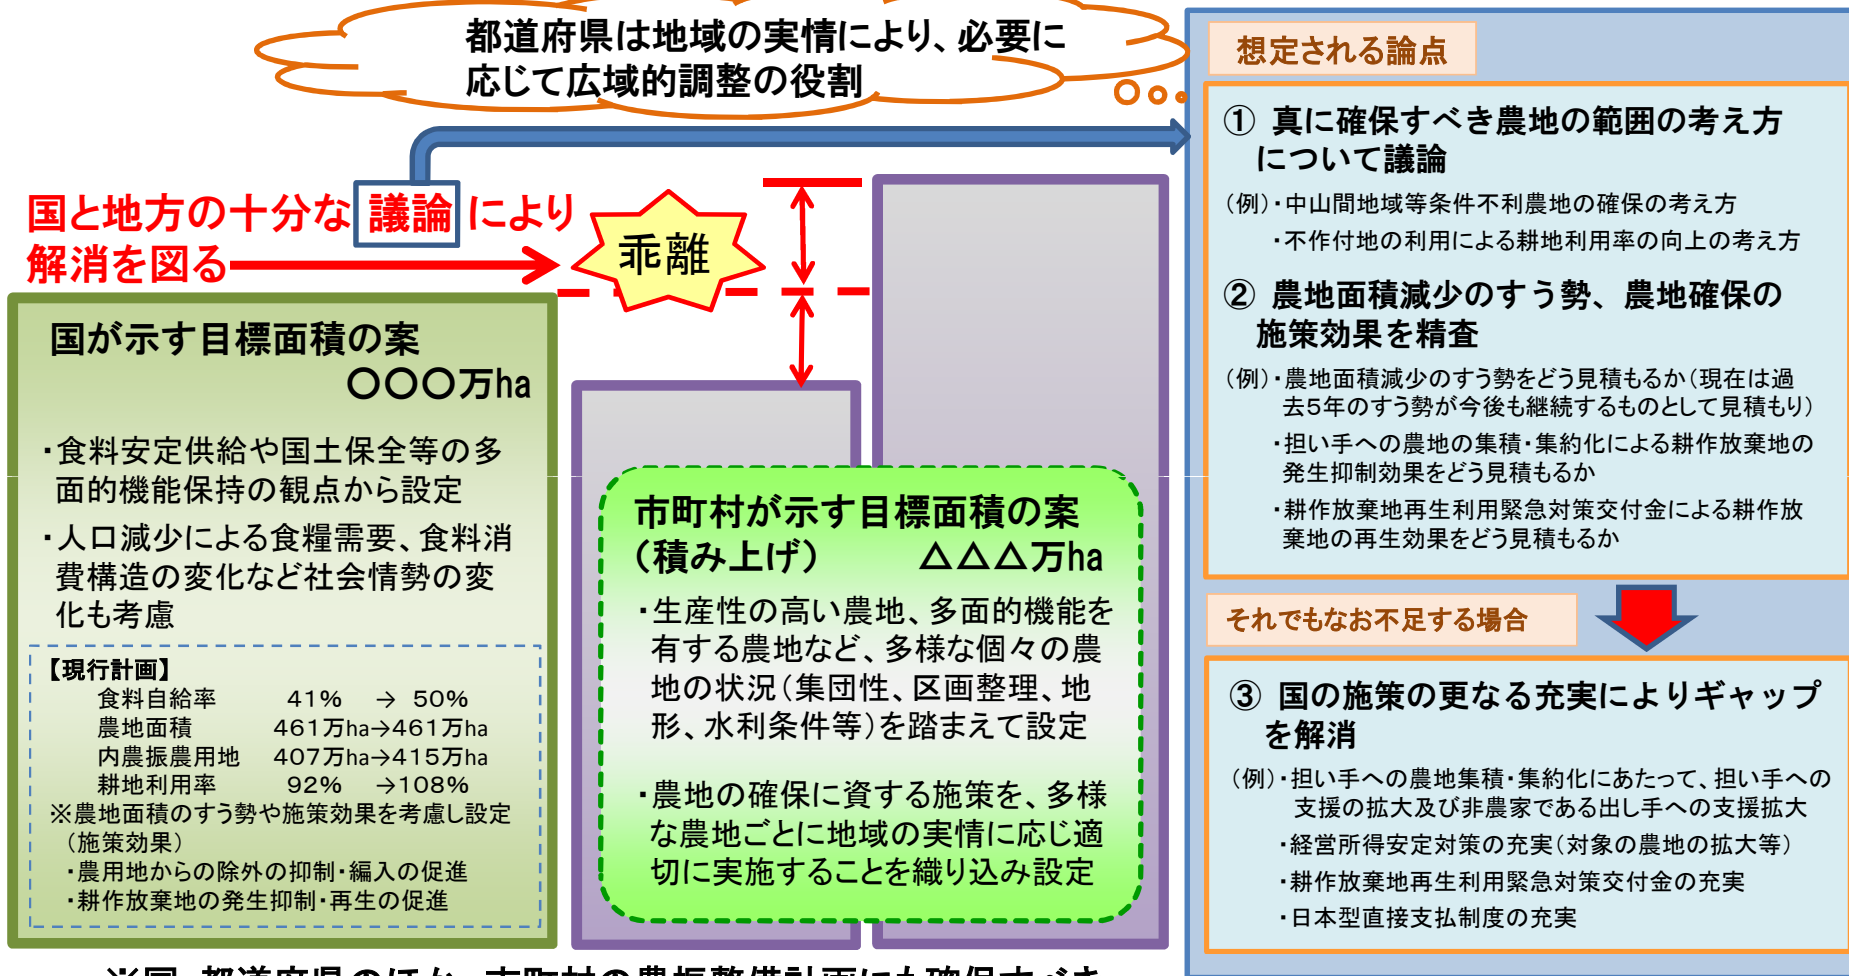 都道府県は地域の実情により、必要に
応じて広域的調整の役割
国と地方の十分な 議論 により
解消を図る
乖離
国が示す目標面積の案
〇〇〇万ha
・食料安定供給や国土保全等の多
面的機能保持の観点から設定
・人口減少による食糧需要、食料消
費構造の変化など社会情勢の変
化も考慮
【現行計画】
食料自給率 41% → 50%
農地面積 461万ha→461万ha
内農振農用地 407万ha→415万ha
耕地利用率 92% →108%
※農地面積のすう勢や施策効果を考慮し設定
(施策効果)
・農用地からの除外の抑制・編入の促進
・耕作放棄地の発生抑制・再生の促進
市町村が示す目標面積の案
(積み上げ) △△△万ha
・生産性の高い農地、多面的機能を
有する農地など、多様な個々の農
地の状況(集団性、区画整理、地
形、水利条件等)を踏まえて設定
・農地の確保に資する施策を、多様
な農地ごとに地域の実情に応じ適
切に実施することを織り込み設定
想定される論点
① 真に確保すべき農地の範囲の考え方
について議論
(例)・中山間地域等条件不利農地の確保の考え方
・不作付地の利用による耕地利用率の向上の考え方
② 農地面積減少のすう勢、農地確保の
施策効果を精査
(例)・農地面積減少のすう勢をどう見積もるか(現在は過
去5年のすう勢が今後も継続するものとして見積もり)
・担い手への農地の集積・集約化による耕作放棄地の
発生抑制効果をどう見積もるか
・耕作放棄地再生利用緊急対策交付金による耕作放
棄地の再生効果をどう見積もるか
それでもなお不足する場合
③ 国の施策の更なる充実によりギャップ
を解消
(例)・担い手への農地集積・集約化にあたって、担い手への
支援の拡大及び非農家である出し手への支援拡大
・経営所得安定対策の充実(対象の農地の拡大等)
・耕作放棄地再生利用緊急対策交付金の充実
・日本型直接支払制度の充実
※国、都道府県のほか、市町村の農振整備計画にも確保すべき